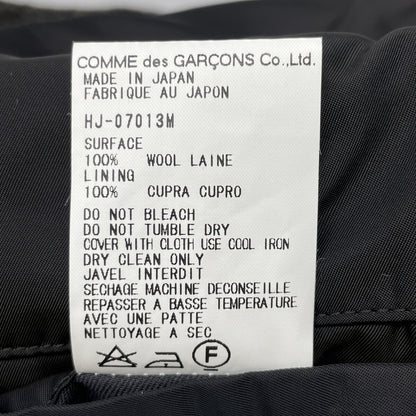 COMME des GARÇONS Co.,Ltd.
MADE IN JAPAN
FABRIQUE AU JAPON
HJ-07013M
SURFACE
100% WOOL LAINE
LINING
100% CUPRA CUPRO
DO NOT BLEACH
DO NOT TUMBLE DRY
COVER WITH CLOTH USE COOL IRON
DRY CLEAN ONLY
JAVEL INTERDIT
SECHAGE MACHINE DECONSEILLE
REPASSER A BASSE TEMPERATURE
AVEC UNE PATTE
NETTOYAGE A SEC
F